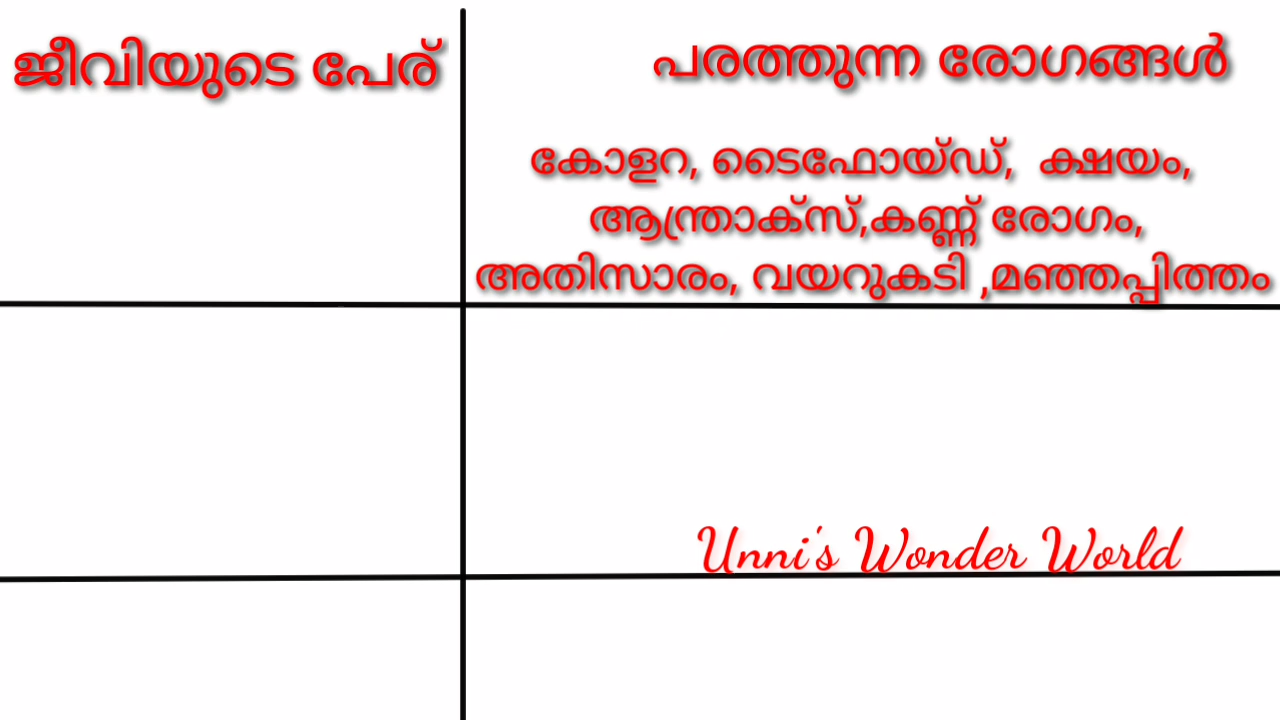 ജീവിയുടെ പേര്
പരത്തുന്ന രോഗങ്ങൾ
കോളറ, ടൈഫോയ്ഡ്, ക്ഷയം,
ആന്ത്രാക്സ്,കണ്ണ് രോഗം,
അതിസാരം, വയറുകടി ,മഞ്ഞപ്പിത്തം
Unni's Wonder World